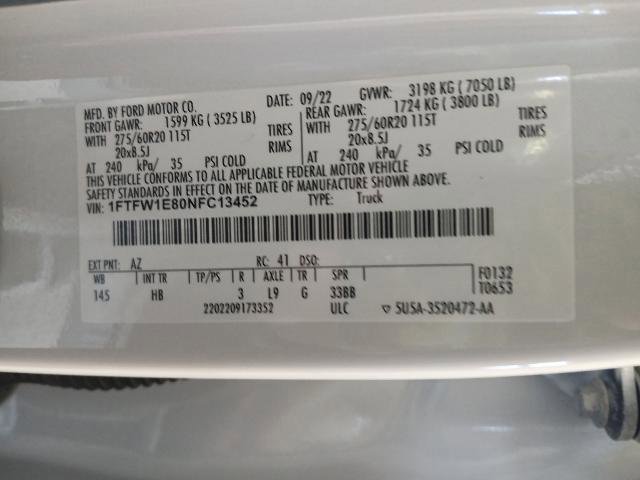 MFD. BY FORD MOTOR CO. DATE: 09/22 GVWR: 3198 KG ( 7050 LB)
FRONT GAWR: 1599 KG ( 3525 LB) REAR GAWR: 1724 KG ( 3800 LB)
WITH 275/60R20 115T TIRES WITH 275/60R20 115T TIRES
20x8.5J RIMS 20x8.5J RIMS
AT 240 kPa/ 35 PSI COLD AT 240 kPa/ 35 PSI COLD
THIS VEHICLE CONFORMS TO ALL APPLICABLE FEDERAL MOTOR VEHICLE
SAFETY STANDARDS IN EFFECT ON THE DATE OF MANUFACTURE SHOWN ABOVE.
VIN: 1FTFW1E80NFC13452 TYPE: Truck
EXT PNT: AZ RC: 41 DSO: F0132
WB INT TR TP/PS R AXLE TR SPR T0653
145 HB 3 L9 G 33BB
2202209173352 ULC ▽ 5U5A-3520472-AA